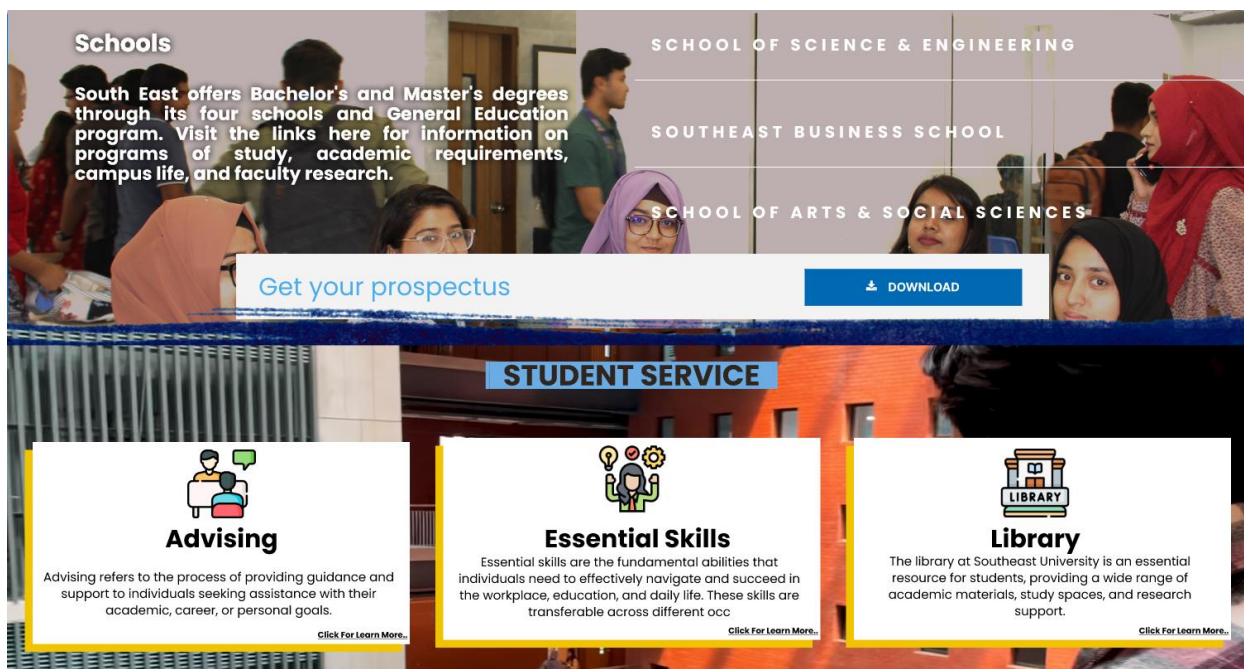 Schools
South East offers Bachelor's and Master's degrees
through its four schools and General Education
program. Visit the links here for information on
programs of study, academic requirements,
campus life, and faculty research.
SCHOOL OF SCIENCE & ENGINEERING
SOUTHEAST BUSINESS SCHOOL
SCHOOL OF ARTS & SOCIAL SCIENCES
Get your prospectus
DOWNLOAD
STUDENT SERVICE
Advising
Advising refers to the process of providing guidance and
support to individuals seeking assistance with their
academic, career, or personal goals.
Click For Learn More..
Essential Skills
Essential skills are the fundamental abilities that
individuals need to effectively navigate and succeed in
the workplace, education, and daily life. These skills are
transferable across different occ
Click For Learn More..
LIBRARY
Library
The library at Southeast University is an essential
resource for students, providing a wide range of
academic materials, study spaces, and research
support.
Click For Learn More..